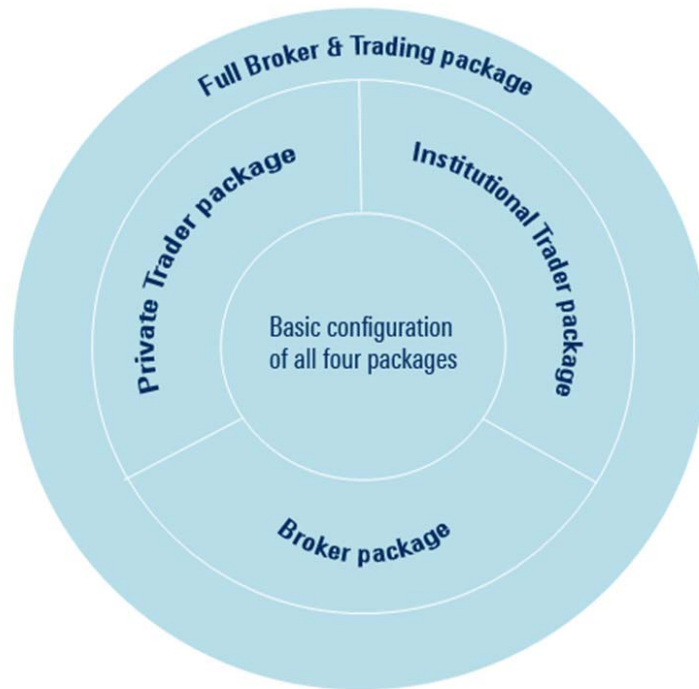 Full Broker & Trading package
Private Trader package
Institutional Trader package
Basic configuration
of all four packages
Broker package